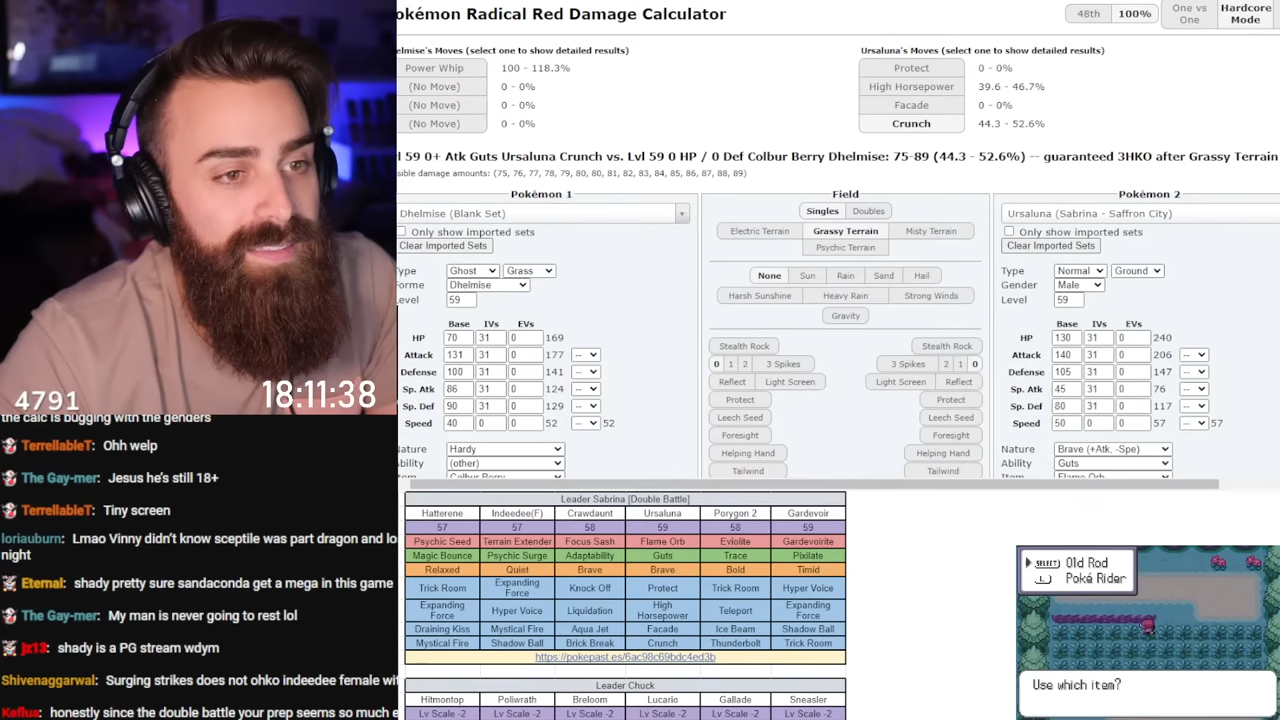 okémon Radical Red Damage Calculator
48th 100% One vs One Hardcore Mode
helmise's Moves (select one to show detailed results)
Power Whip 100 - 118.3%
(No Move) 0 - 0%
(No Move) 0 - 0%
(No Move) 0 - 0%
Ursaluna's Moves (select one to show detailed results)
Protect 0 - 0%
High Horsepower 39.6 - 46.7%
Facade 0 - 0%
Crunch 44.3 - 52.6%
l 59 0+ Atk Guts Ursaluna Crunch vs. Lvl 59 0 HP / 0 Def Colbur Berry Dhelmise: 75-89 (44.3 - 52.6%) -- guaranteed 3HKO after Grassy Terrain
sible damage amounts: (75, 76, 77, 78, 79, 80, 80, 81, 82, 83, 84, 85, 86, 87, 88, 89)
Pokémon 1
Dhelmise (Blank Set)
Only show imported sets
Clear Imported Sets
Type Ghost Grass
Forme Dhelmise
Level 59
Base IVs EVs
HP 70 31 0 169
Attack 131 31 0 177 --
Defense 100 31 0 141 --
Sp. Atk 86 31 0 124 --
Sp. Def 90 31 0 129 --
Speed 40 0 0 52 -- 52
Nature Hardy
Ability (other)
Item Colbur Berry
Field
Singles Doubles
Electric Terrain Grassy Terrain Misty Terrain
Psychic Terrain
None Sun Rain Sand Hail
Harsh Sunshine Heavy Rain Strong Winds
Gravity
Stealth Rock Stealth Rock
0 1 2 3 Spikes 3 Spikes 2 1 0
Reflect Light Screen Light Screen Reflect
Protect Protect
Leech Seed Leech Seed
Foresight Foresight
Helping Hand Helping Hand
Tailwind Tailwind
Pokémon 2
Ursaluna (Sabrina - Saffron City)
Only show imported sets
Clear Imported Sets
Type Normal Ground
Gender Male
Level 59
Base IVs EVs
HP 130 31 0 240
Attack 140 31 0 206 --
Defense 105 31 0 147 --
Sp. Atk 45 31 0 76 --
Sp. Def 80 31 0 117 --
Speed 50 0 0 57 -- 57
Nature Brave (+Atk, -Spe)
Ability Guts
Item Flame Orb
4791
18:11:38
the calc is bugging with the genders
TerrellableT: Ohh welp
The Gay-mer: Jesus he's still 18+
TerrellableT: Tiny screen
loriauburn: Lmao Vinny didn't know sceptile was part dragon and lo
night
Eternal: shady pretty sure sandaconda get a mega in this game
The Gay-mer: My man is never going to rest lol
jx13: shady is a PG stream wdym
Shivenaggarwal: Surging strikes does not ohko indeedee female wit
Keflua: honestly since the double battle your prep seems so much e
Leader Sabrina [Double Battle]
Hatterene Indeedee(F) Crawdaunt Ursaluna Porygon 2 Gardevoir
57 57 58 59 58 59
Psychic Seed Terrain Extender Focus Sash Flame Orb Eviolite Gardevoirite
Magic Bounce Psychic Surge Adaptability Guts Trace Pixilate
Relaxed Quiet Brave Brave Bold Timid
Trick Room Expanding Force Knock Off Protect Trick Room Hyper Voice
Expanding Force Hyper Voice Liquidation High Horsepower Teleport Expanding Force
Draining Kiss Mystical Fire Aqua Jet Facade Ice Beam Shadow Ball
Mystical Fire Shadow Ball Brick Break Crunch Thunderbolt Trick Room
https://pokepast.es/6ac98c69bdc4ed3b
Leader Chuck
Hitmontop Poliwrath Breloom Lucario Gallade Sneasler
Lv Scale -2 Lv Scale -2 Lv Scale -2 Lv Scale -2 Lv Scale -2 Lv Scale -2
SELECT Old Rod
L Poké Rider
Use which item?